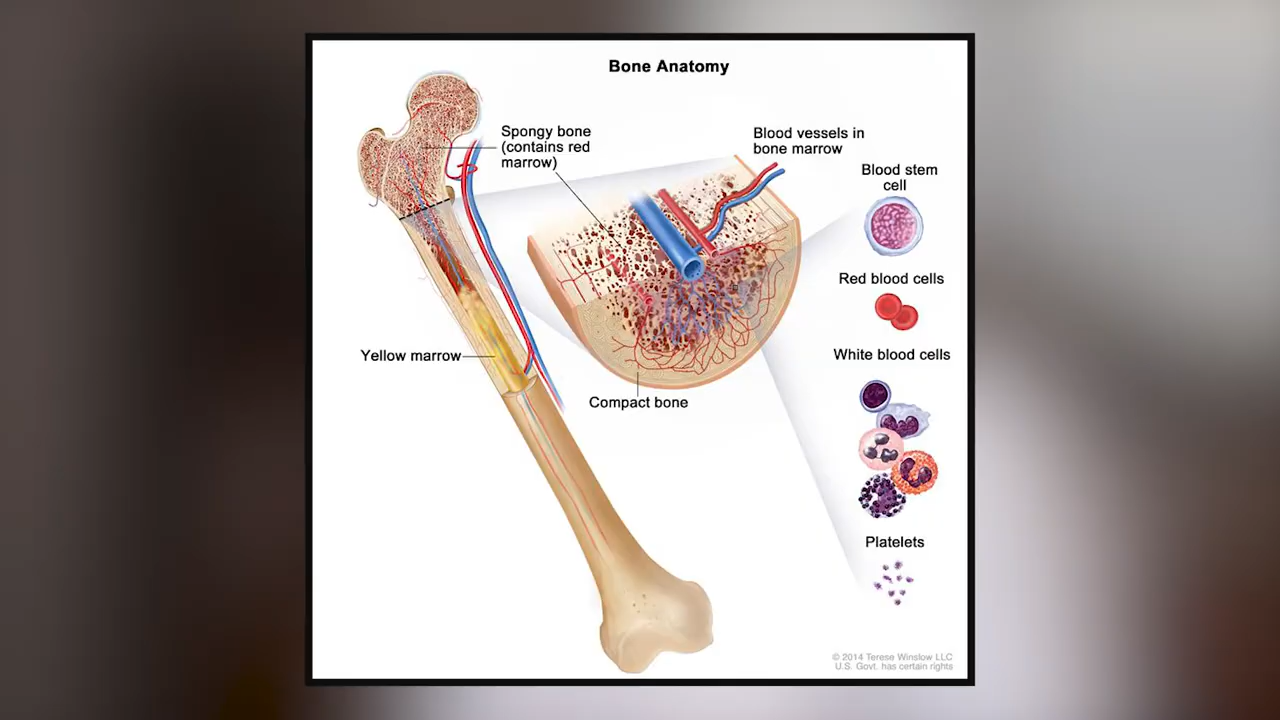 Bone Anatomy
Spongy bone
(contains red
marrow)
Blood vessels in
bone marrow
Blood stem
cell
Red blood cells
White blood cells
Yellow marrow
Compact bone
Platelets
© 2014 Terese Winslow LLC
U.S. Govt. has certain rights